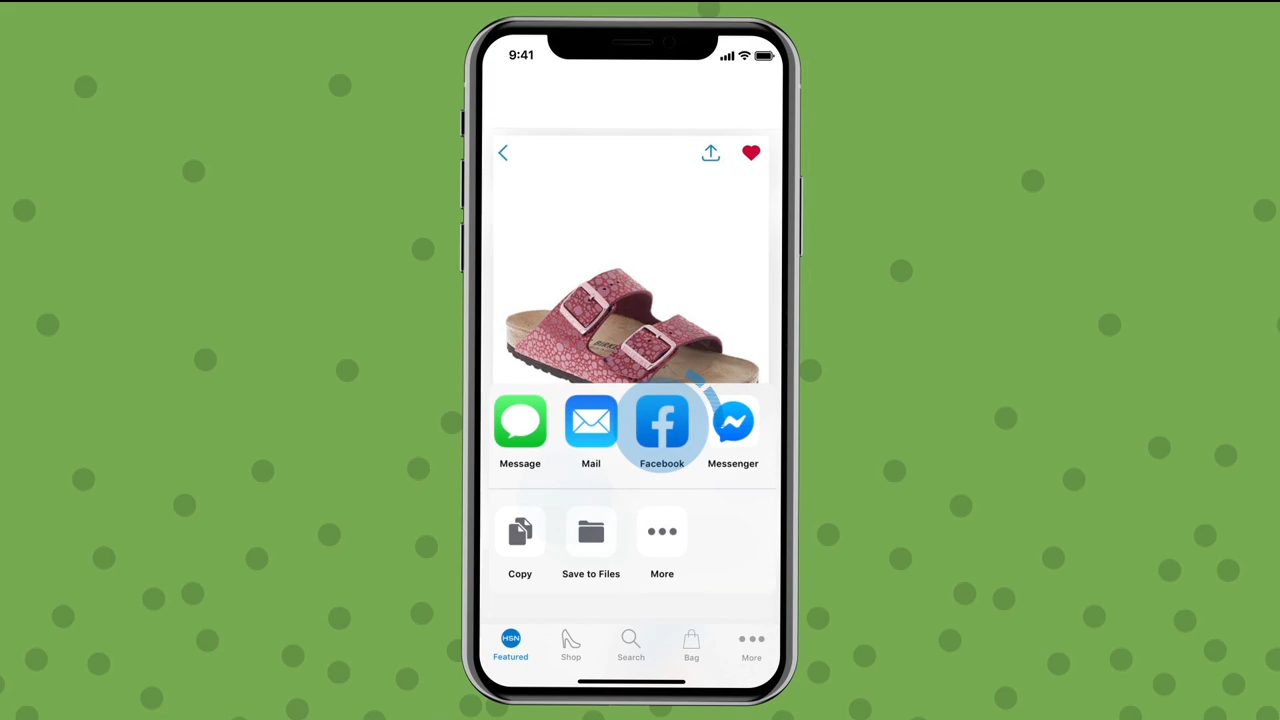 9:41
Message Mail Facebook Messenger
Copy Save to Files More
HSN
Featured Shop Search Bag More